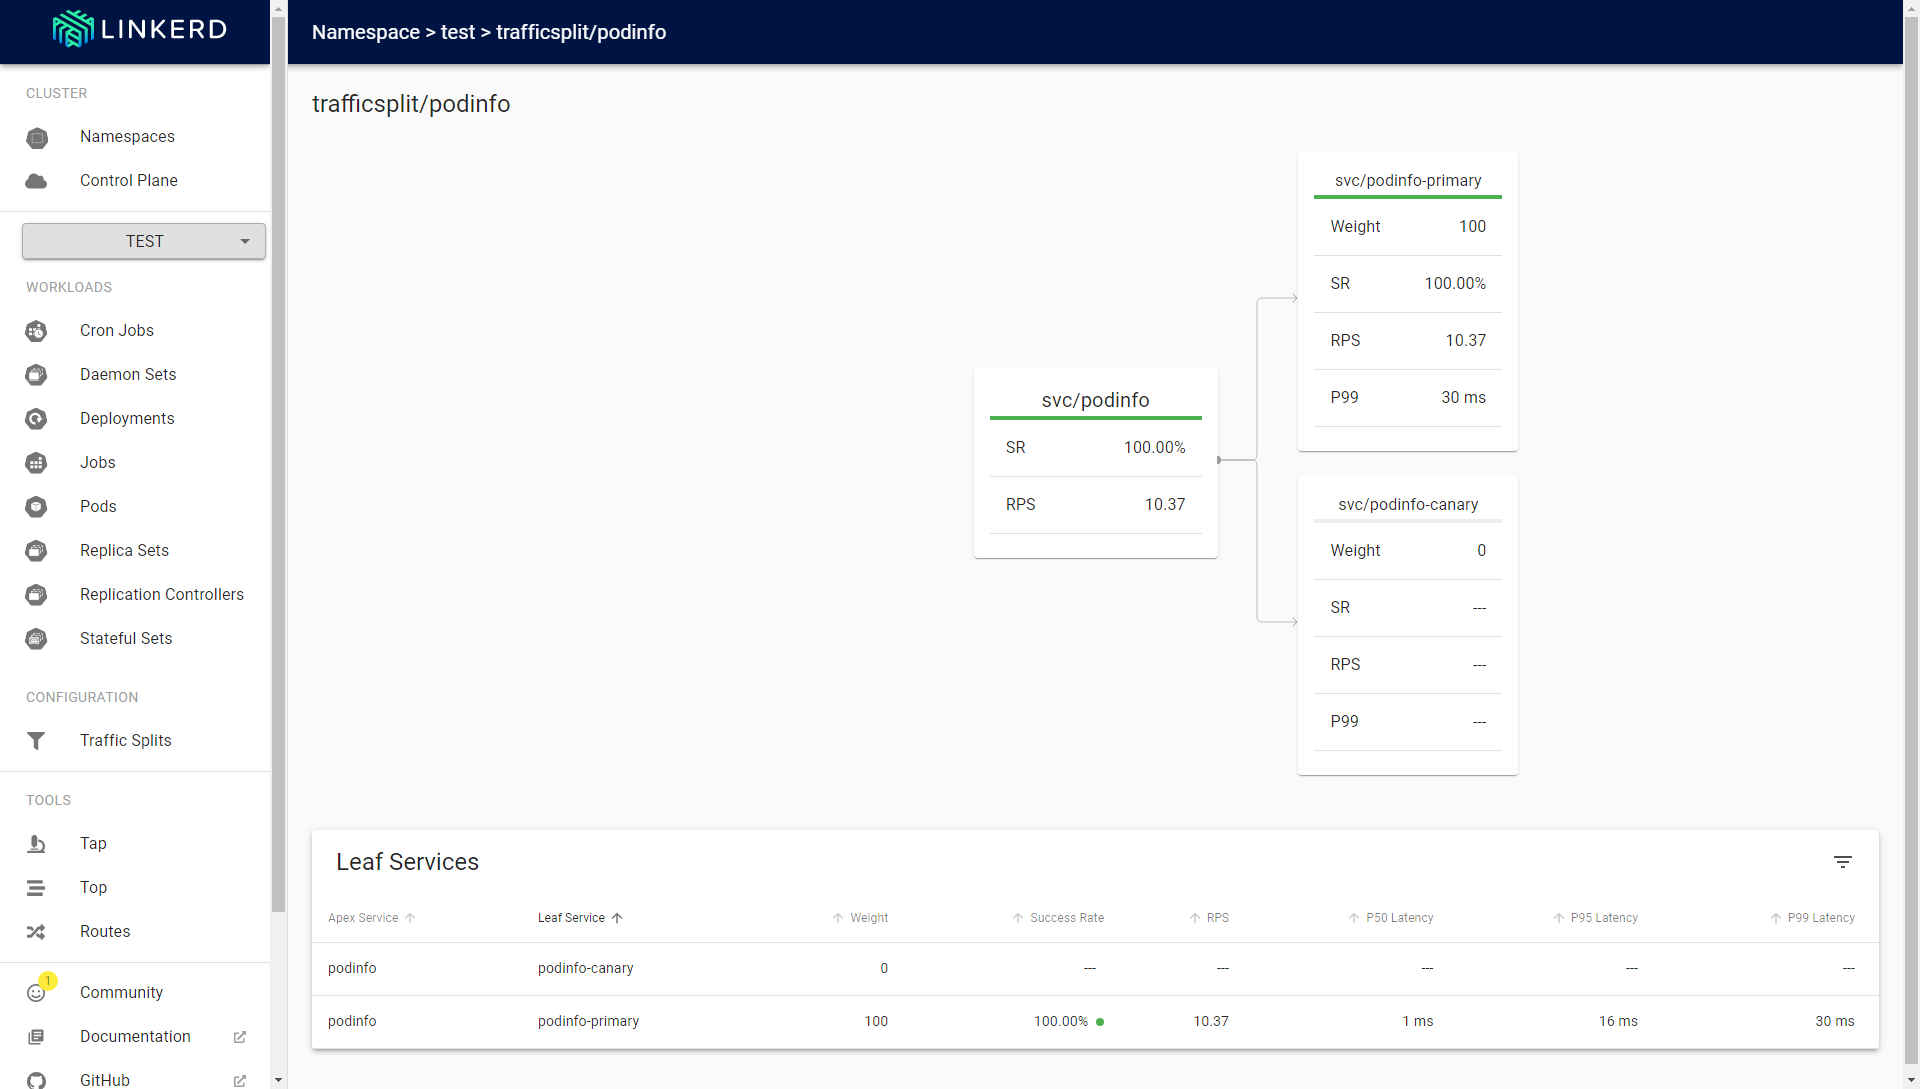 LINKERD
Namespace > test > trafficsplit/podinfo
CLUSTER
Namespaces
Control Plane
TEST
WORKLOADS
Cron Jobs
Daemon Sets
Deployments
Jobs
Pods
Replica Sets
Replication Controllers
Stateful Sets
CONFIGURATION
Traffic Splits
TOOLS
Tap
Top
Routes
1
Community
Documentation
GitHub
trafficsplit/podinfo
svc/podinfo
SR 100.00%
RPS 10.37
svc/podinfo-primary
Weight 100
SR 100.00%
RPS 10.37
P99 30 ms
svc/podinfo-canary
Weight 0
SR ---
RPS ---
P99 ---
Leaf Services
Apex Service Leaf Service Weight Success Rate RPS P50 Latency P95 Latency P99 Latency
podinfo podinfo-canary 0 --- --- --- --- ---
podinfo podinfo-primary 100 100.00% 10.37 1 ms 16 ms 30 ms